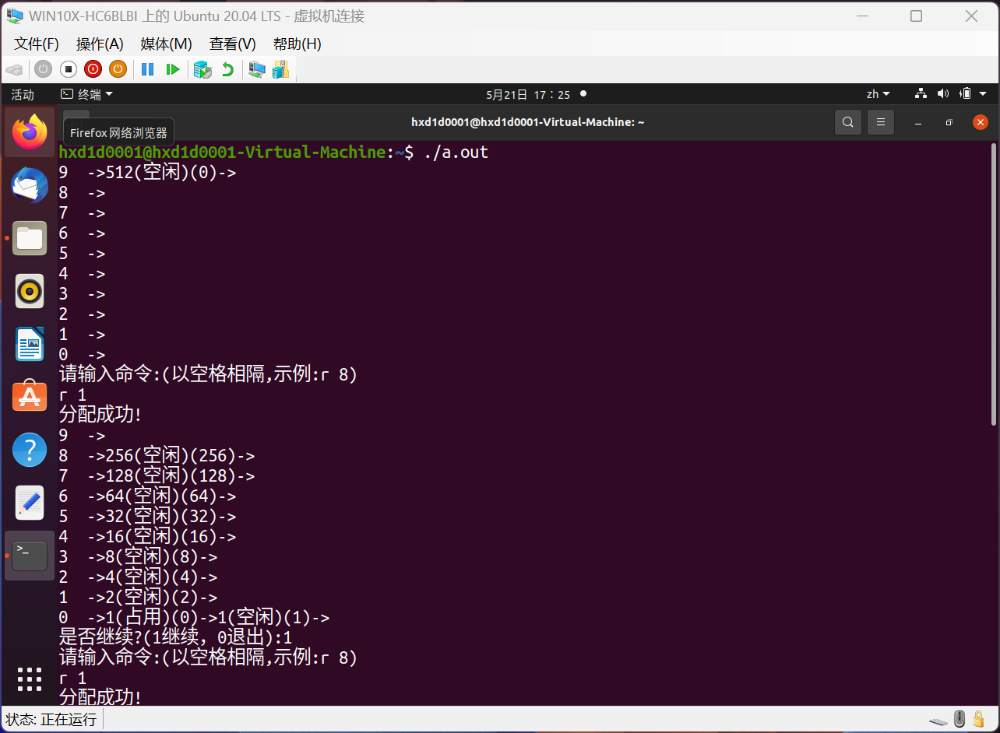 WIN10X-HC6BLBI 上的 Ubuntu 20.04 LTS - 虚拟机连接
文件(F) 操作(A) 媒体(M) 查看(V) 帮助(H)
活动 终端 5月21日 17：25 zh
hxd1d0001@hxd1d0001-Virtual-Machine: ~
Firefox 网络浏览器
hxd1d0001@hxd1d0001-Virtual-Machine:~$ ./a.out
9 ->512(空闲)(0)->
8 ->
7 ->
6 ->
5 ->
4 ->
3 ->
2 ->
1 ->
0 ->
请输入命令:(以空格相隔,示例:r 8)
r 1
分配成功!
9 ->
8 ->256(空闲)(256)->
7 ->128(空闲)(128)->
6 ->64(空闲)(64)->
5 ->32(空闲)(32)->
4 ->16(空闲)(16)->
3 ->8(空闲)(8)->
2 ->4(空闲)(4)->
1 ->2(空闲)(2)->
0 ->1(占用)(0)->1(空闲)(1)->
是否继续?(1继续, 0退出):1
请输入命令:(以空格相隔,示例:r 8)
r 1
分配成功!
状态: 正在运行